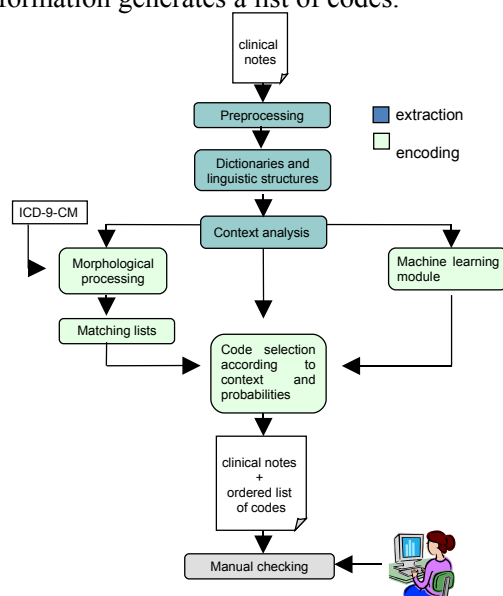 formation generates a list of codes.
clinical
notes
Preprocessing
extraction
encoding
Dictionaries and
linguistic structures
ICD-9-CM
Context analysis
Morphological
processing
Machine learning
module
Matching lists
Code selection
according to
context and
probabilities
clinical notes
+
ordered list
of codes
Manual checking